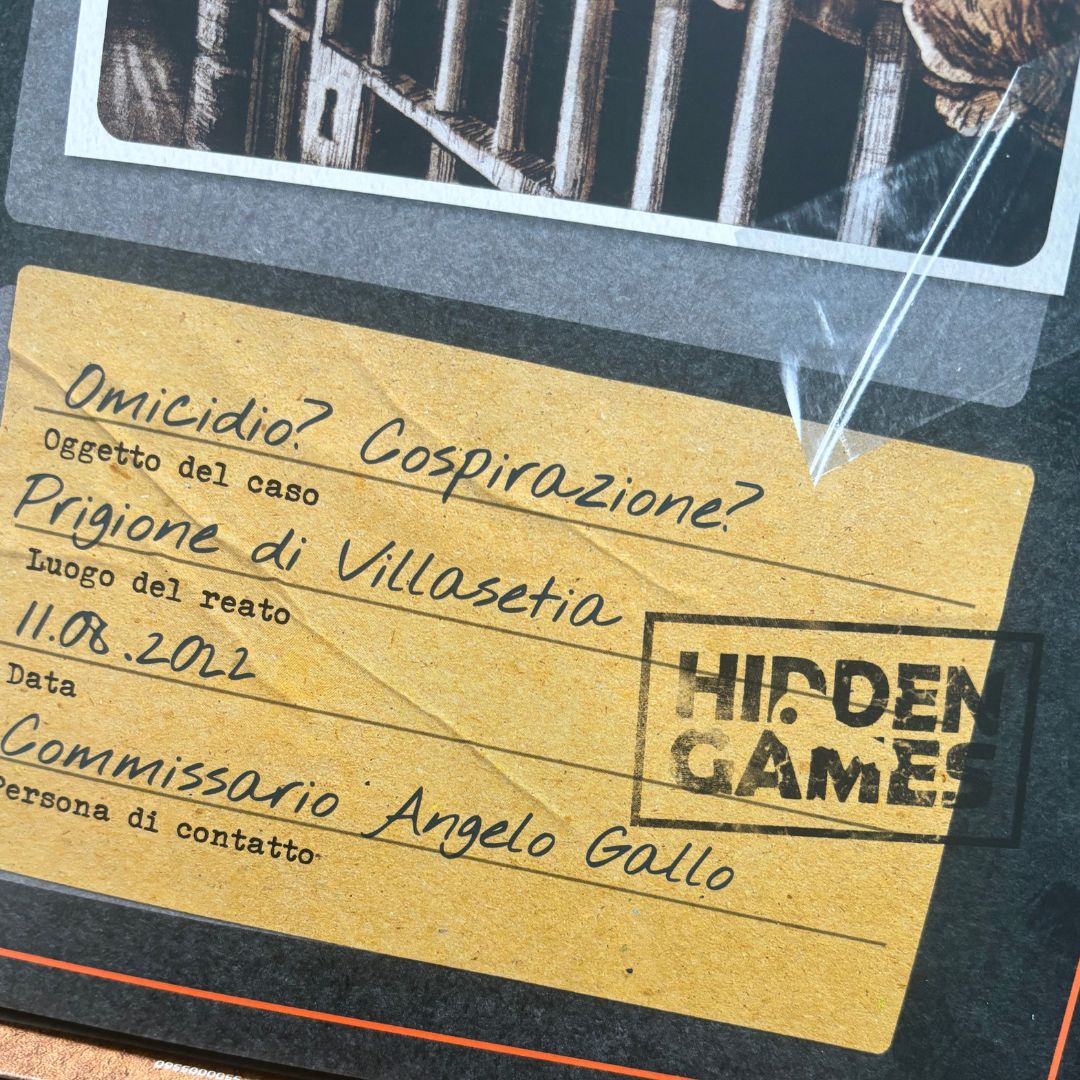 Omicidio? Cospirazione?
Oggetto del caso
Prigione di Villasetia
Luogo del reato
11.08.2022
Data
Commissario Angelo Gallo
Persona di contatto
HIDDEN
GAMES